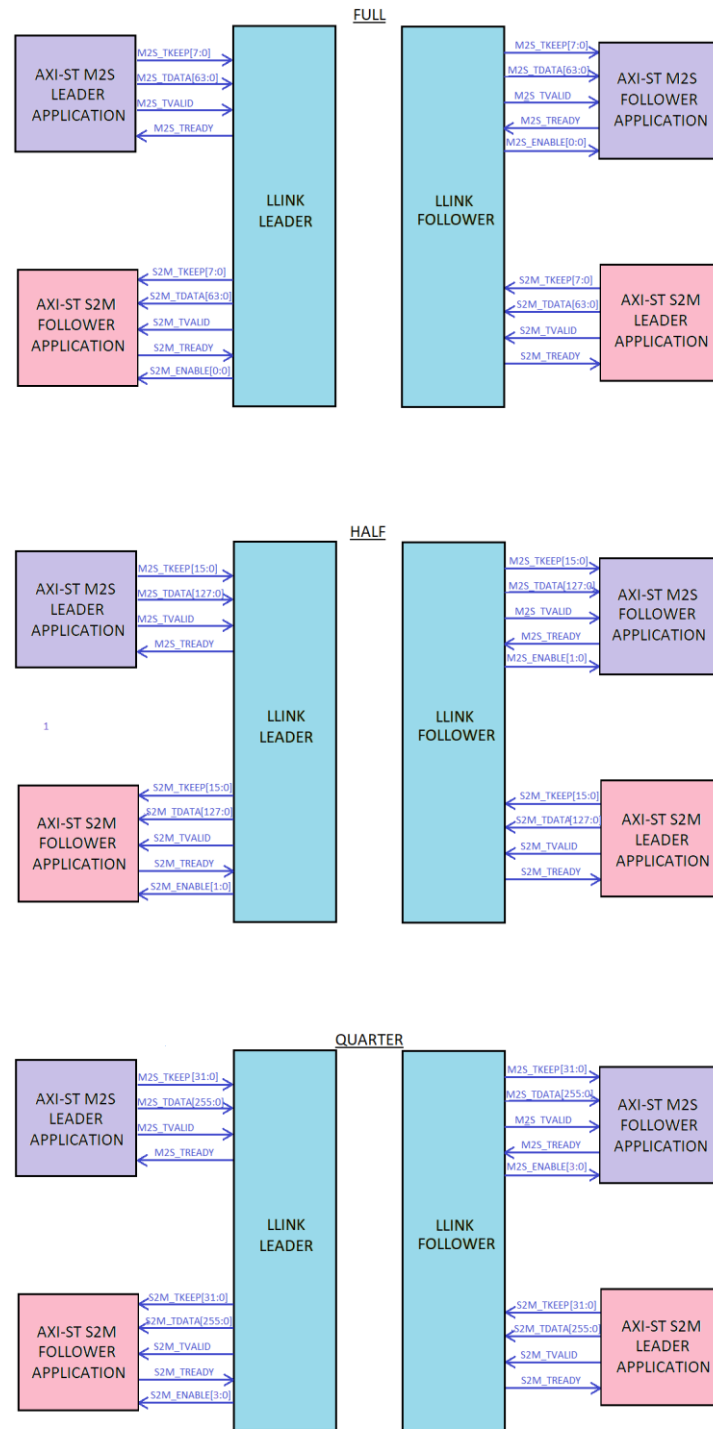 FULL
AXI-ST M2S
LEADER
APPLICATION
M2S_TKEEP[7:0]
M2S_TDATA[63:0]
M2S_TVALID
M2S_TREADY
LLINK
LEADER
LLINK
FOLLOWER
M2S_TKEEP[7:0]
M2S_TDATA[63:0]
M2S_TVALID
M2S_TREADY
M2S_ENABLE[0:0]
AXI-ST M2S
FOLLOWER
APPLICATION
AXI-ST S2M
FOLLOWER
APPLICATION
S2M_TKEEP[7:0]
S2M_TDATA[63:0]
S2M_TVALID
S2M_TREADY
S2M_ENABLE[0:0]
S2M_TKEEP[7:0]
S2M_TDATA[63:0]
S2M_TVALID
S2M_TREADY
AXI-ST S2M
LEADER
APPLICATION
HALF
AXI-ST M2S
LEADER
APPLICATION
M2S_TKEEP[15:0]
M2S_TDATA[127:0]
M2S_TVALID
M2S_TREADY
LLINK
LEADER
LLINK
FOLLOWER
M2S_TKEEP[15:0]
M2S_TDATA[127:0]
M2S_TVALID
M2S_TREADY
M2S_ENABLE[1:0]
AXI-ST M2S
FOLLOWER
APPLICATION
1
AXI-ST S2M
FOLLOWER
APPLICATION
S2M_TKEEP[15:0]
S2M_TDATA[127:0]
S2M_TVALID
S2M_TREADY
S2M_ENABLE[1:0]
S2M_TKEEP[15:0]
S2M_TDATA[127:0]
S2M_TVALID
S2M_TREADY
AXI-ST S2M
LEADER
APPLICATION
QUARTER
AXI-ST M2S
LEADER
APPLICATION
M2S_TKEEP[31:0]
M2S_TDATA[255:0]
M2S_TVALID
M2S_TREADY
LLINK
LEADER
LLINK
FOLLOWER
M2S_TKEEP[31:0]
M2S_TDATA[255:0]
M2S_TVALID
M2S_TREADY
M2S_ENABLE[3:0]
AXI-ST M2S
FOLLOWER
APPLICATION
AXI-ST S2M
FOLLOWER
APPLICATION
S2M_TKEEP[31:0]
S2M_TDATA[255:0]
S2M_TVALID
S2M_TREADY
S2M_ENABLE[3:0]
S2M_TKEEP[31:0]
S2M_TDATA[255:0]
S2M_TVALID
S2M_TREADY
AXI-ST S2M
LEADER
APPLICATION